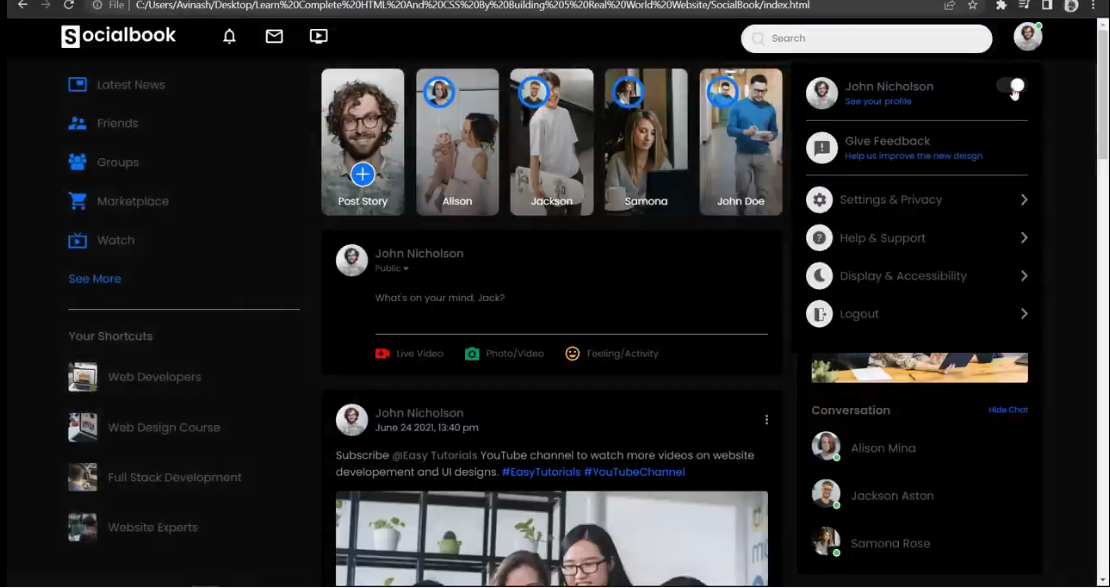 File | C:/Users/Avinash/Desktop/Learn%20Complete%20HTML%20And%20CSS%20By%20Building%205%20Real%20World%20Website/SocialBook/index.html
Socialbook
Search
Latest News
Friends
Groups
Marketplace
Watch
See More
Your Shortcuts
Web Developers
Web Design Course
Full Stack Development
Website Experts
Post Story
Alison
Jackson
Samona
John Doe
John Nicholson
Public
What's on your mind, Jack?
Live Video
Photo/Video
Feeling/Activity
John Nicholson
June 24 2021, 13:40 pm
Subscribe @Easy Tutorials YouTube channel to watch more videos on website
developement and UI designs. #EasyTutorials #YouTubeChannel
John Nicholson
See your profile
Give Feedback
Help us improve the new deisgn
Settings & Privacy
Help & Support
Display & Accessibility
Logout
Conversation
Hide Chat
Alison Mina
Jackson Aston
Samona Rose